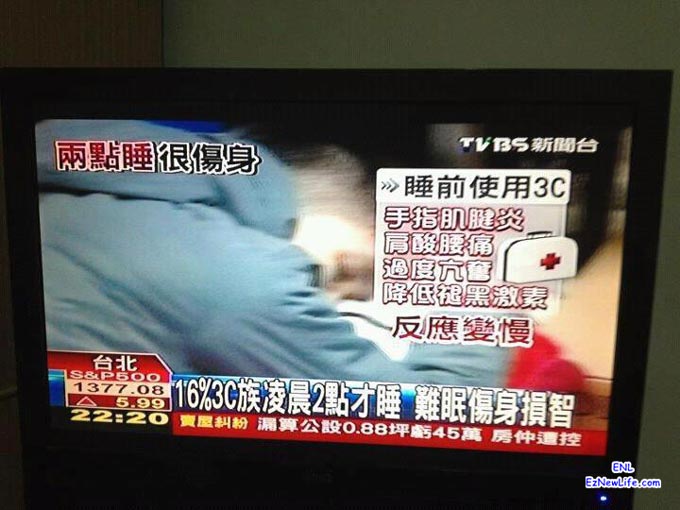 TVBS新聞台
兩點睡很傷身
睡前使用3C
手指肌腱炎
肩酸腰痛
過度亢奮
降低褪黑激素
反應變慢
台北
S&P500
1377.08
△ 5.99
22:20
16%3C族凌晨2點才睡 難眠傷身損智
賣屋糾紛 漏算公設0.88坪虧45萬 房仲遭控
ENL
EzNewLife.com